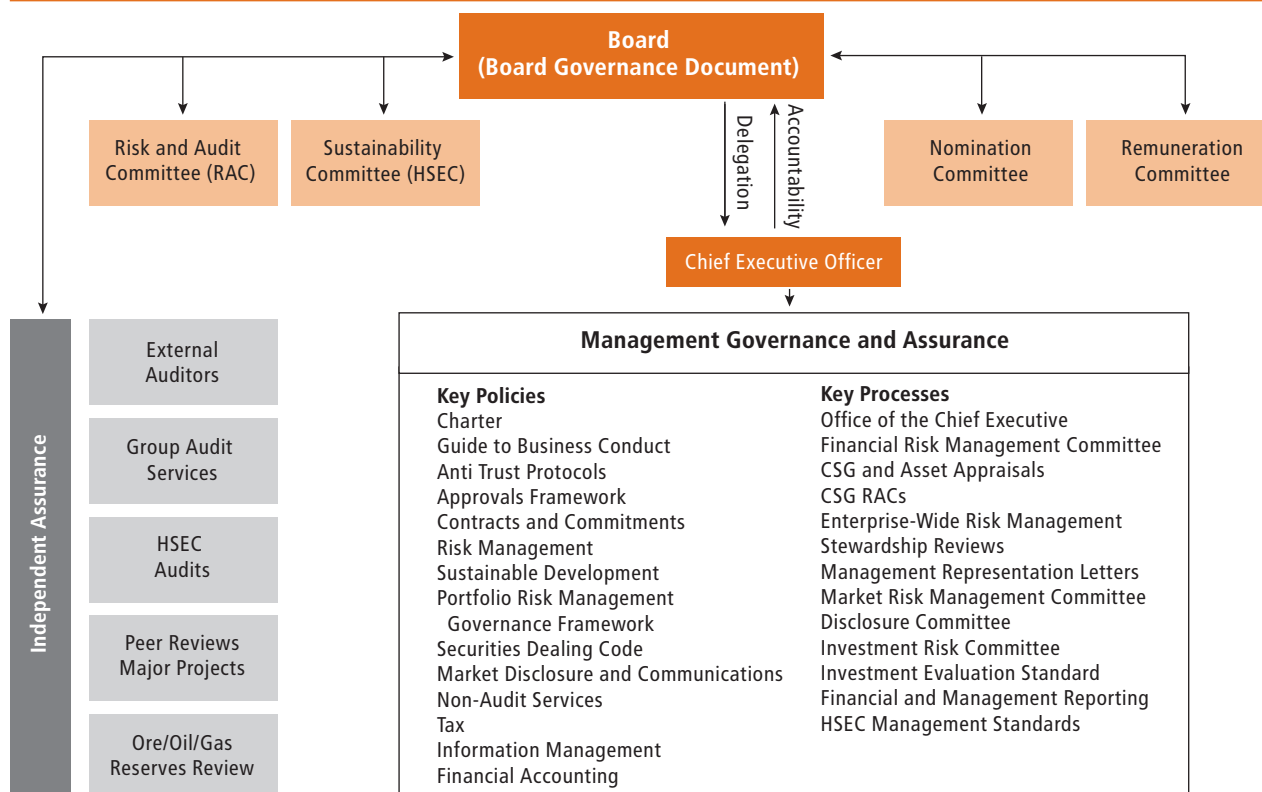 Board
(Board Governance Document)
Risk and Audit
Committee (RAC)
Sustainability
Committee (HSEC)
Delegation
Accountability
Nomination
Committee
Remuneration
Committee
Chief Executive Officer
Independent Assurance
External
Auditors
Group Audit
Services
HSEC
Audits
Peer Reviews
Major Projects
Ore/Oil/Gas
Reserves Review
Management Governance and Assurance
Key Policies
Charter
Guide to Business Conduct
Anti Trust Protocols
Approvals Framework
Contracts and Commitments
Risk Management
Sustainable Development
Portfolio Risk Management
Governance Framework
Securities Dealing Code
Market Disclosure and Communications
Non-Audit Services
Tax
Information Management
Financial Accounting
Key Processes
Office of the Chief Executive
Financial Risk Management Committee
CSG and Asset Appraisals
CSG RACs
Enterprise-Wide Risk Management
Stewardship Reviews
Management Representation Letters
Market Risk Management Committee
Disclosure Committee
Investment Risk Committee
Investment Evaluation Standard
Financial and Management Reporting
HSEC Management Standards